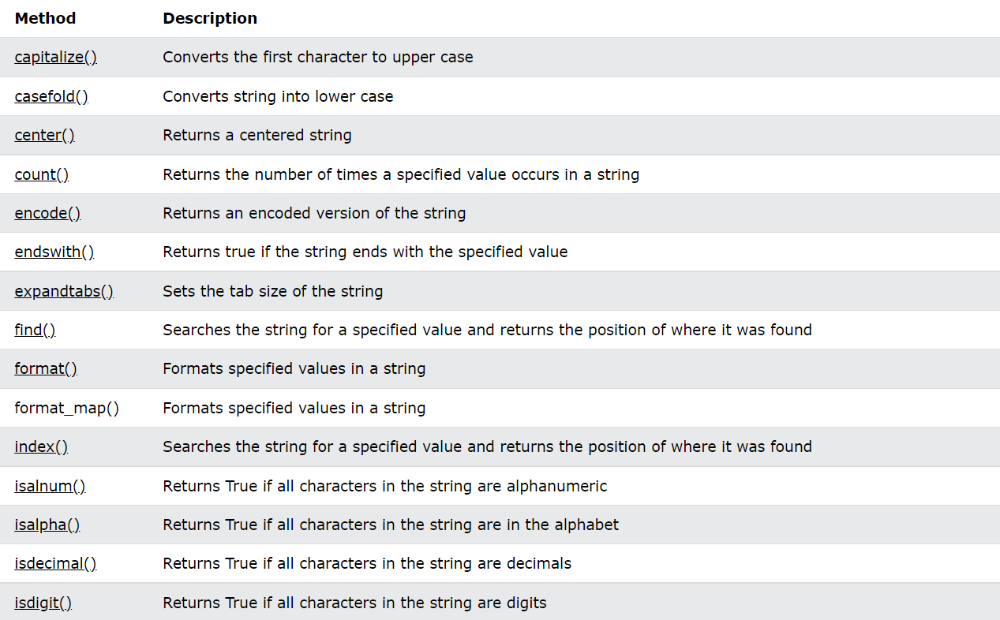 Method Description
capitalize() Converts the first character to upper case
casefold() Converts string into lower case
center() Returns a centered string
count() Returns the number of times a specified value occurs in a string
encode() Returns an encoded version of the string
endswith() Returns true if the string ends with the specified value
expandtabs() Sets the tab size of the string
find() Searches the string for a specified value and returns the position of where it was found
format() Formats specified values in a string
format_map() Formats specified values in a string
index() Searches the string for a specified value and returns the position of where it was found
isalnum() Returns True if all characters in the string are alphanumeric
isalpha() Returns True if all characters in the string are in the alphabet
isdecimal() Returns True if all characters in the string are decimals
isdigit() Returns True if all characters in the string are digits